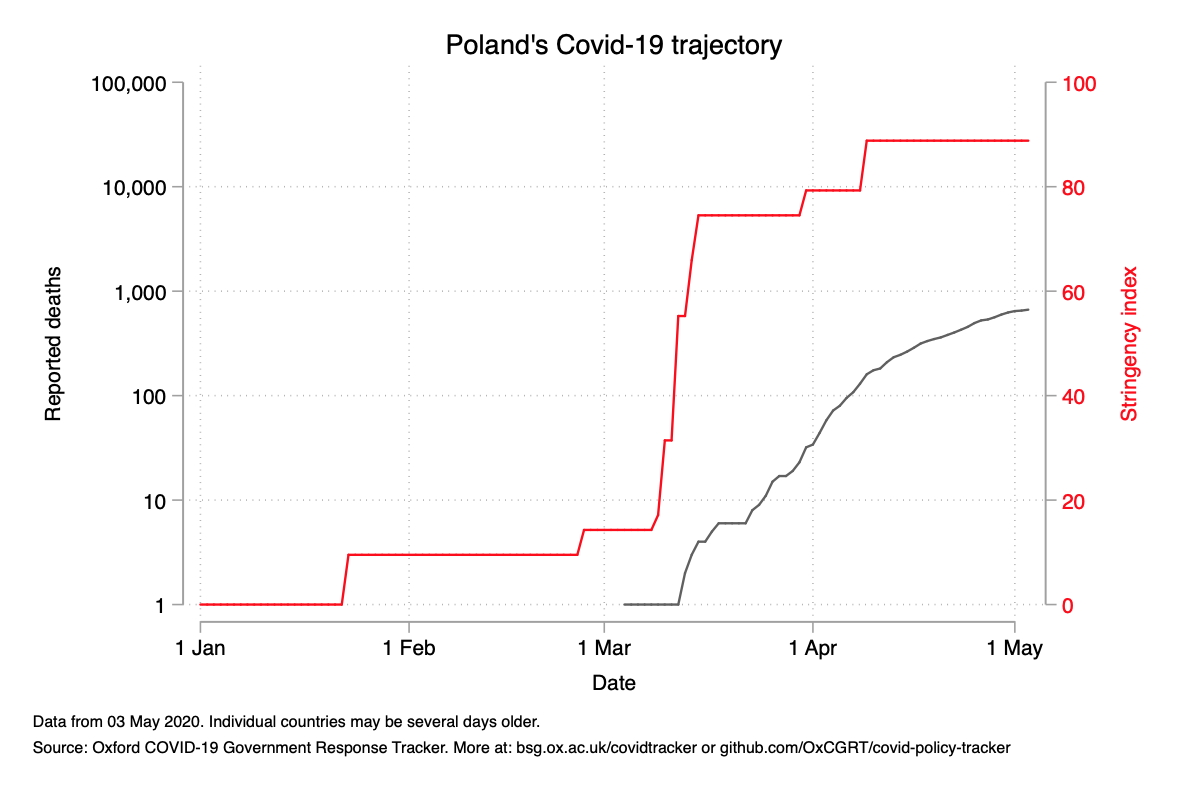 Poland's Covid-19 trajectory
100,000
10,000
1,000
100
10
1
Reported deaths
100
80
60
40
20
0
Stringency index
1 Jan
1 Feb
1 Mar
1 Apr
1 May
Date
Data from 03 May 2020. Individual countries may be several days older.
Source: Oxford COVID-19 Government Response Tracker. More at: bsg.ox.ac.uk/covidtracker or github.com/OxCGRT/covid-policy-tracker